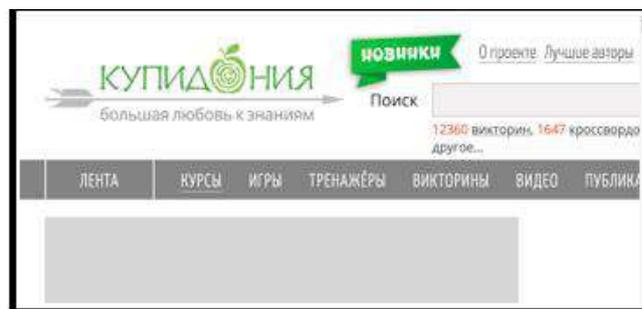 НОВИНКИ
О проекте Лучшие авторы
КУПИДОНИЯ
большая любовь к знаниям
Поиск
12360 викторин, 1647 кроссвордо
другое...
ЛЕНТА КУРСЫ ИГРЫ ТРЕНАЖЁРЫ ВИКТОРИНЫ ВИДЕО ПУБЛИКА